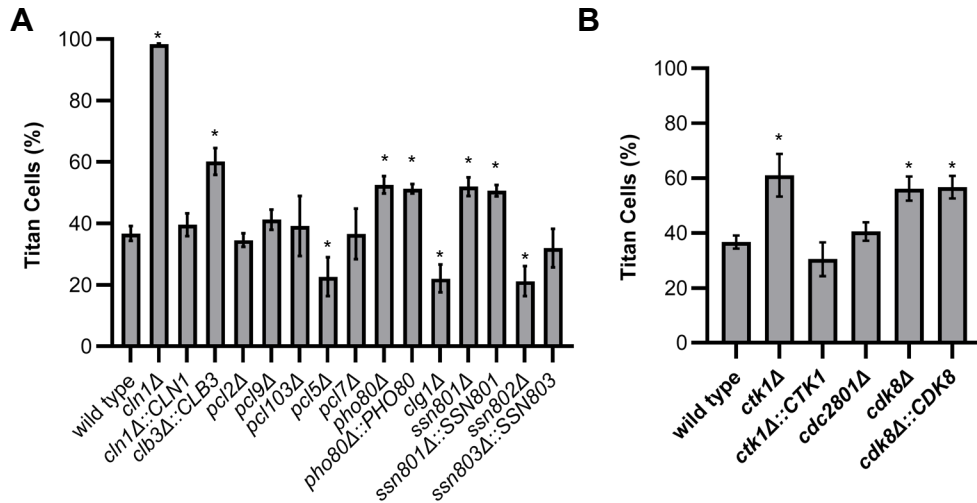 A
Titan Cells (%)
100
80
60
40
20
0
*
*
*
*
*
*
*
*
*
wild type
cln1Δ
cln1Δ::CLN1
clb3Δ::CLB3
pcl2Δ
pcl9Δ
pcl103Δ
pcl5Δ
pcl7Δ
pho80Δ
pho80Δ::PHO80
clg1Δ
ssn801Δ
ssn801Δ::SSN801
ssn802Δ
ssn803Δ::SSN803
B
Titan Cells (%)
100
80
60
40
20
0
*
*
*
wild type
ctk1Δ
ctk1Δ::CTK1
cdc2801Δ
cdk8Δ
cdk8Δ::CDK8